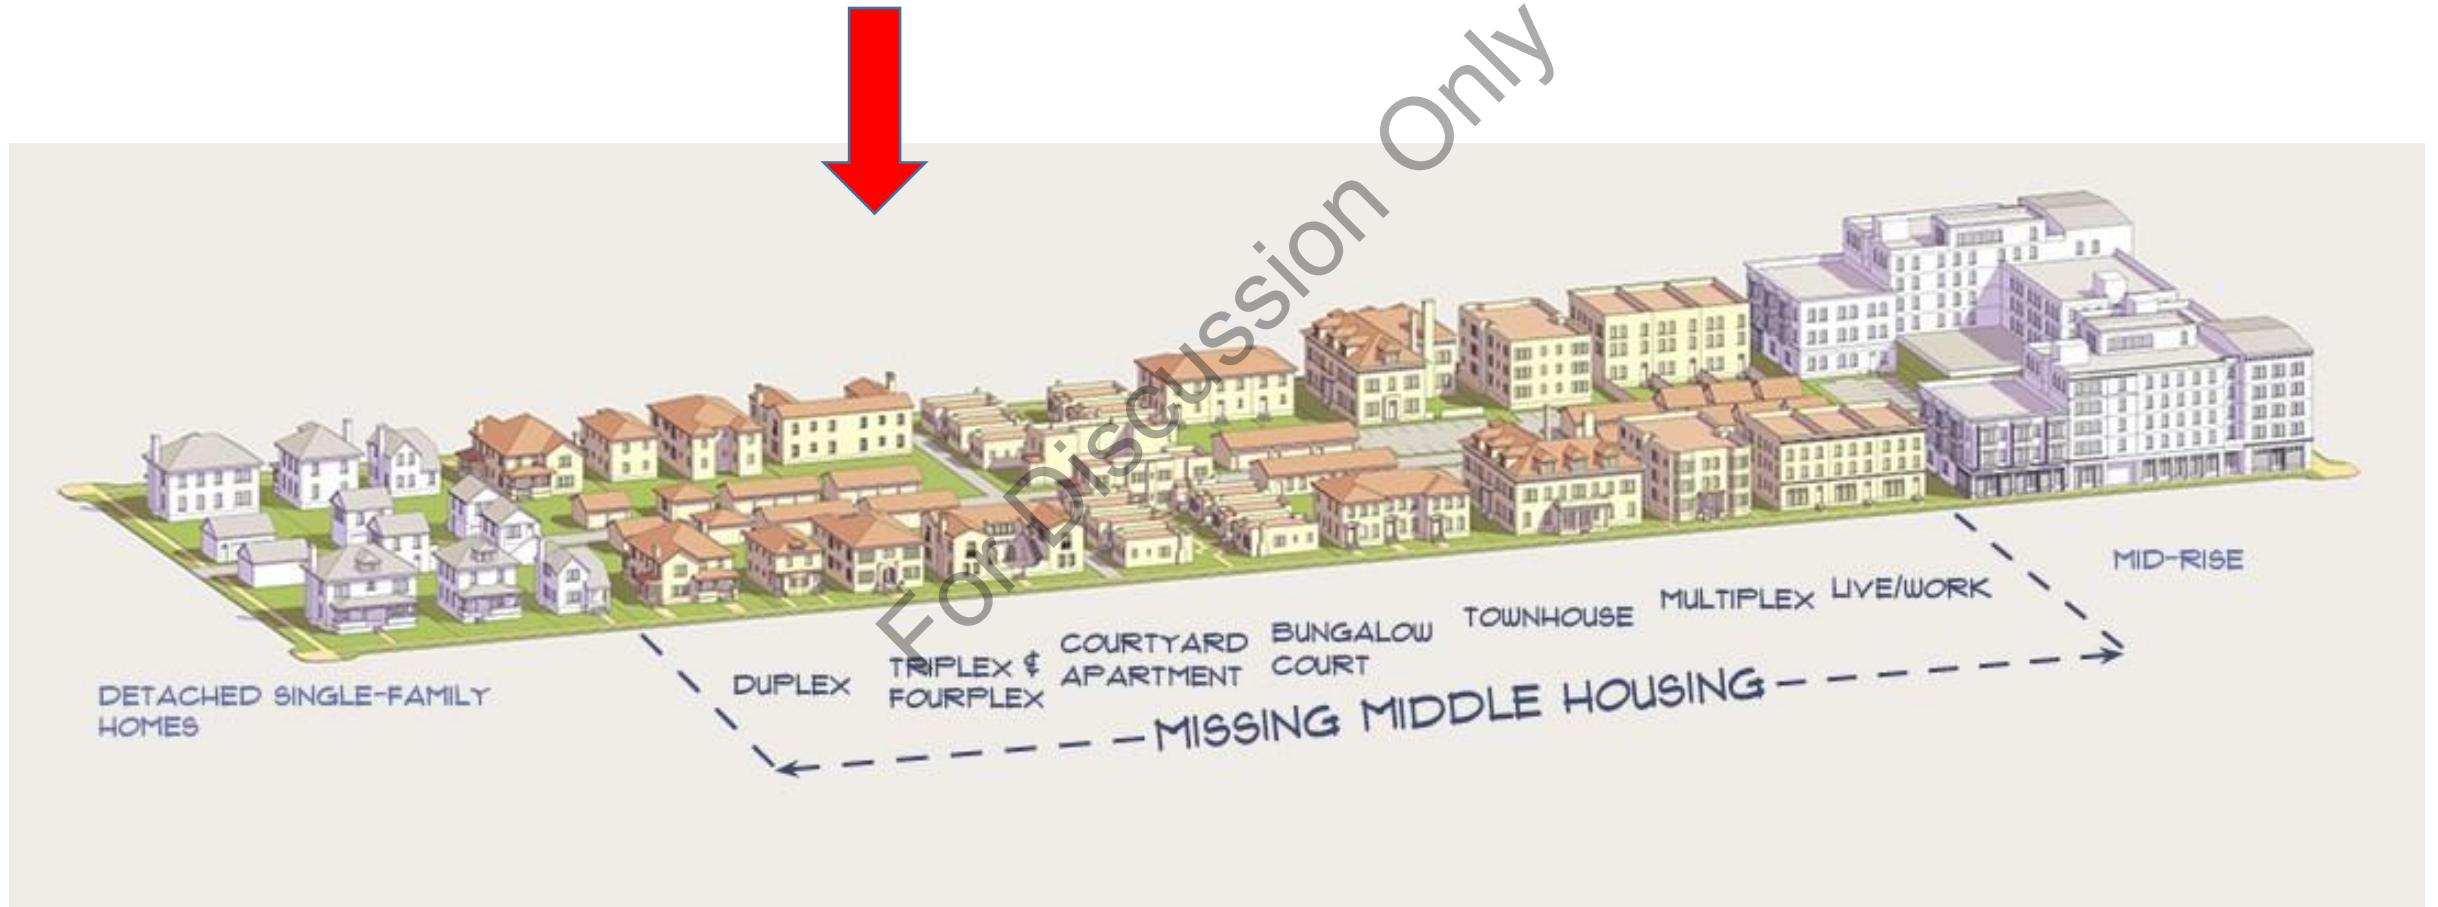 For Discussion Only
DETACHED SINGLE-FAMILY
HOMES
DUPLEX
TRIPLEX &
FOURPLEX
COURTYARD
APARTMENT
BUNGALOW
COURT
TOWNHOUSE
MULTIPLEX
LIVE/WORK
MID-RISE
MISSING MIDDLE HOUSING